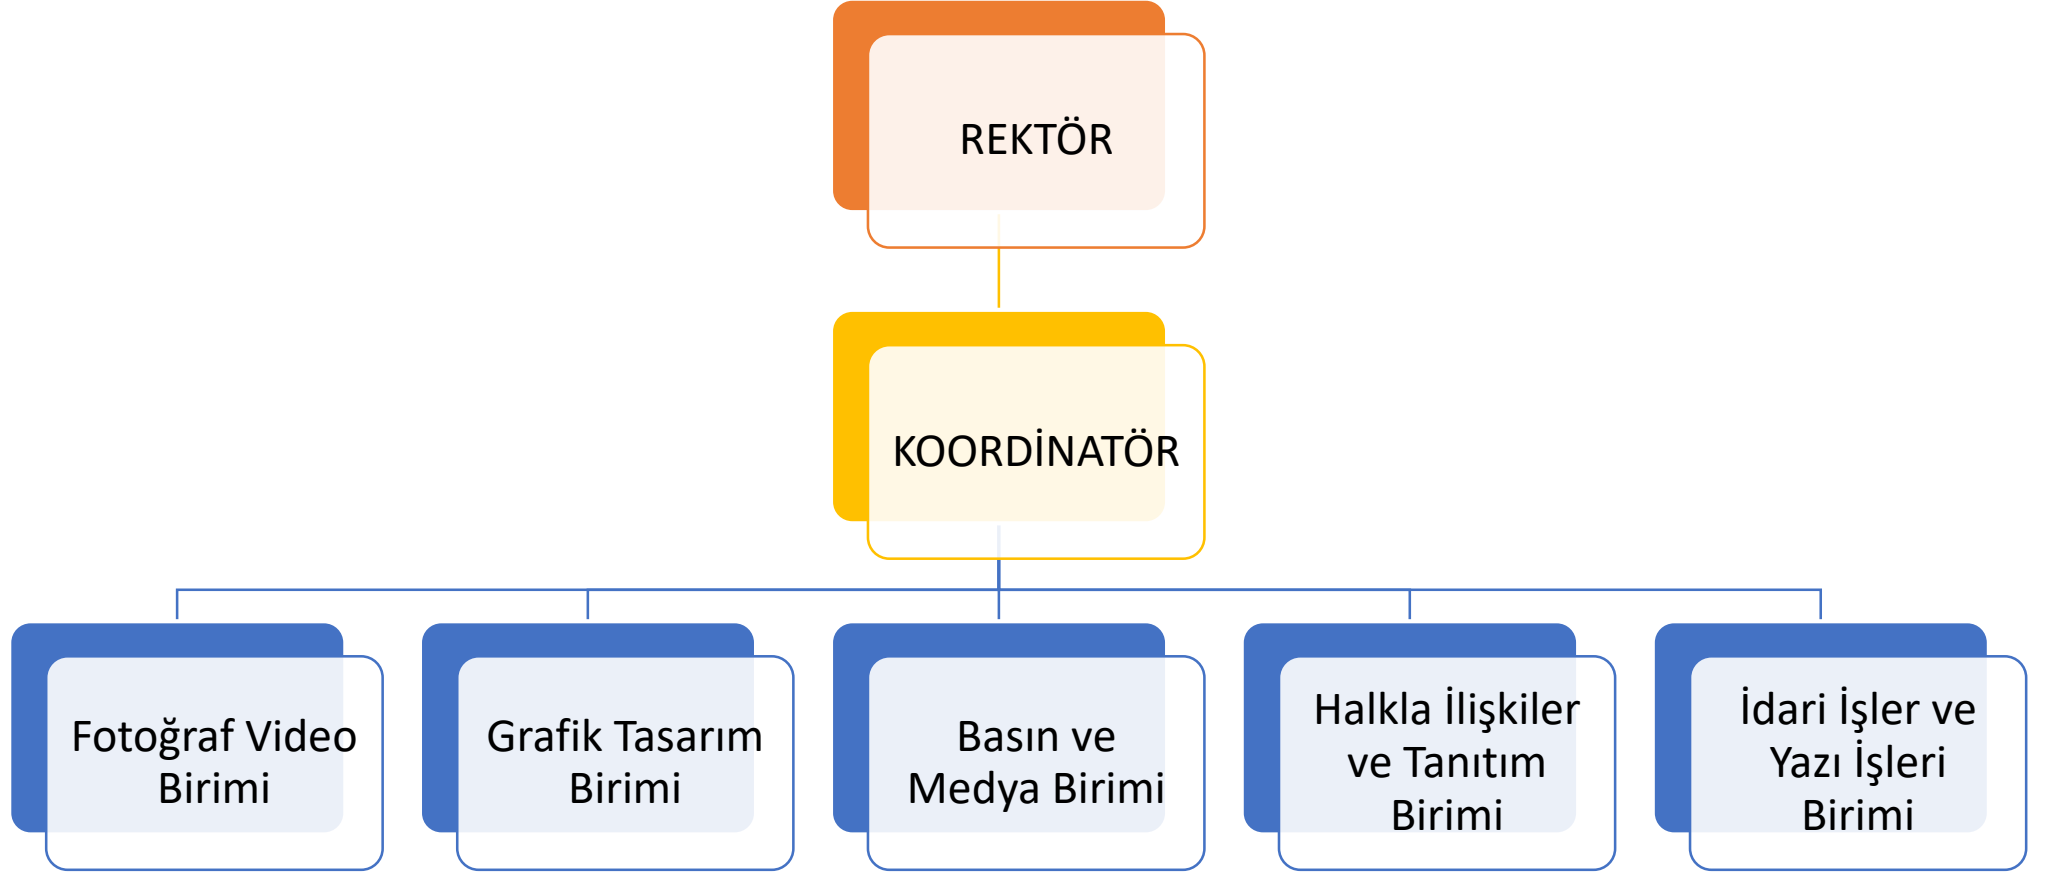 REKTÖR
KOORDİNATÖR
Fotoğraf Video
Birimi
Grafik Tasarım
Birimi
Basın ve
Medya Birimi
Halkla İlişkiler
ve Tanıtım
Birimi
İdari İşler ve
Yazı İşleri
Birimi